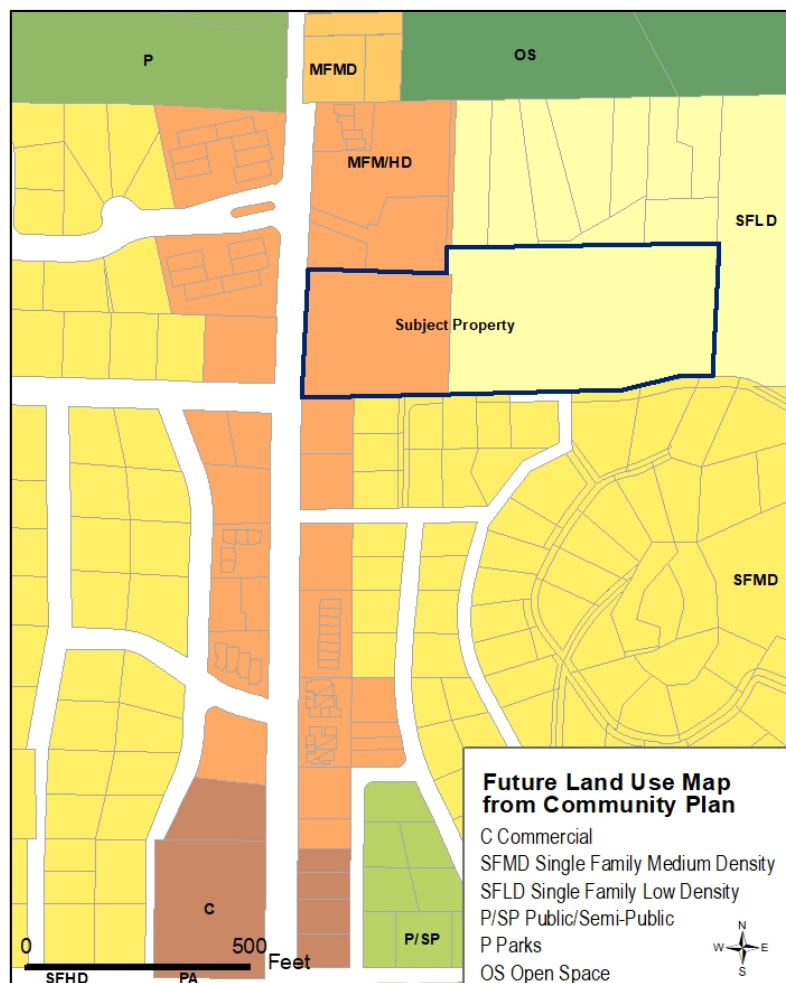 P
MFMD
OS
MFM/HD
SFLD
Subject Property
SFMD
Future Land Use Map
from Community Plan
C Commercial
SFMD Single Family Medium Density
SFLD Single Family Low Density
P/SP Public/Semi-Public
P Parks
OS Open Space
N
W E
S
C
P/SP
0 500
Feet
SFHD PA